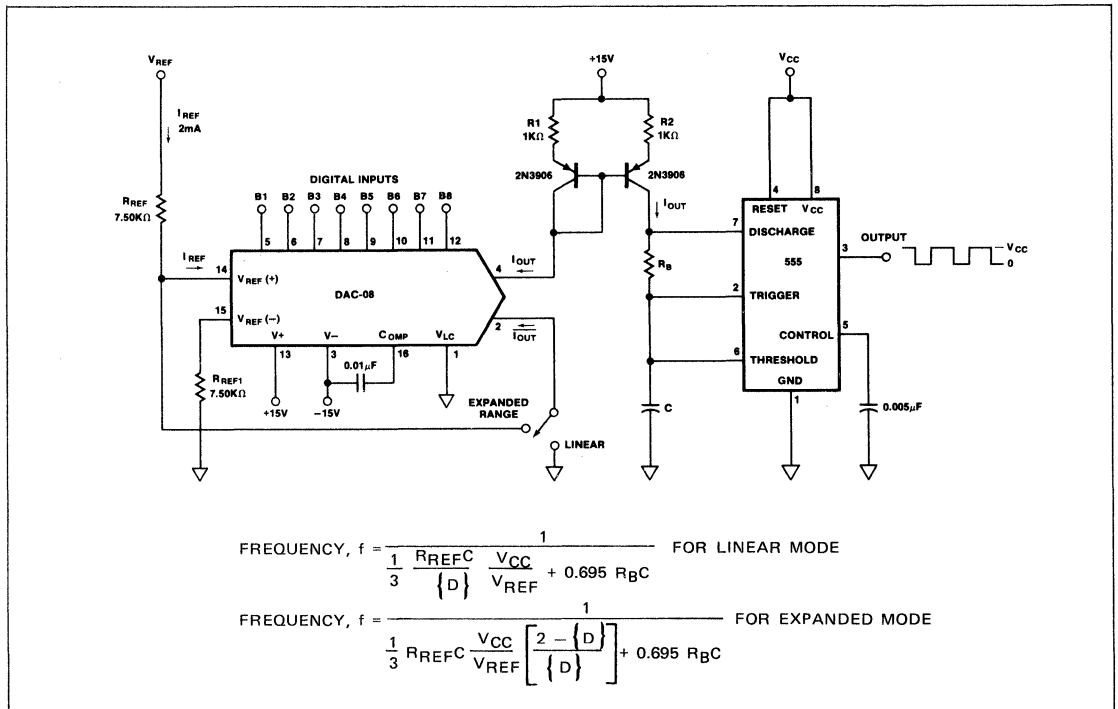 VREF
IREF
2mA
RREF
7.50KΩ
IREF
DIGITAL INPUTS
B1 B2 B3 B4 B5 B6 B7 B8
5 6 7 8 9 10 11 12
14 VREF (+)
15 VREF (−)
DAC-08
V+ V− COMP VLC
13 3 16 1
0.01μF
4
IOUT
2
IOUT
RREF1
7.50KΩ
+15V
−15V
EXPANDED
RANGE
LINEAR
+15V
R1
1KΩ
R2
1KΩ
2N3906
2N3906
IOUT
RB
C
VCC
4 8
RESET VCC
7 DISCHARGE
555
2 TRIGGER
6 THRESHOLD
CONTROL 5
GND
1
3 OUTPUT
VCC
0
0.005μF
FREQUENCY, f = 1 / (1/3 RREFC/{D} VCC/VREF + 0.695 RBC) FOR LINEAR MODE
FREQUENCY, f = 1 / (1/3 RREFC VCC/VREF [2 − {D} / {D}] + 0.695 RBC) FOR EXPANDED MODE